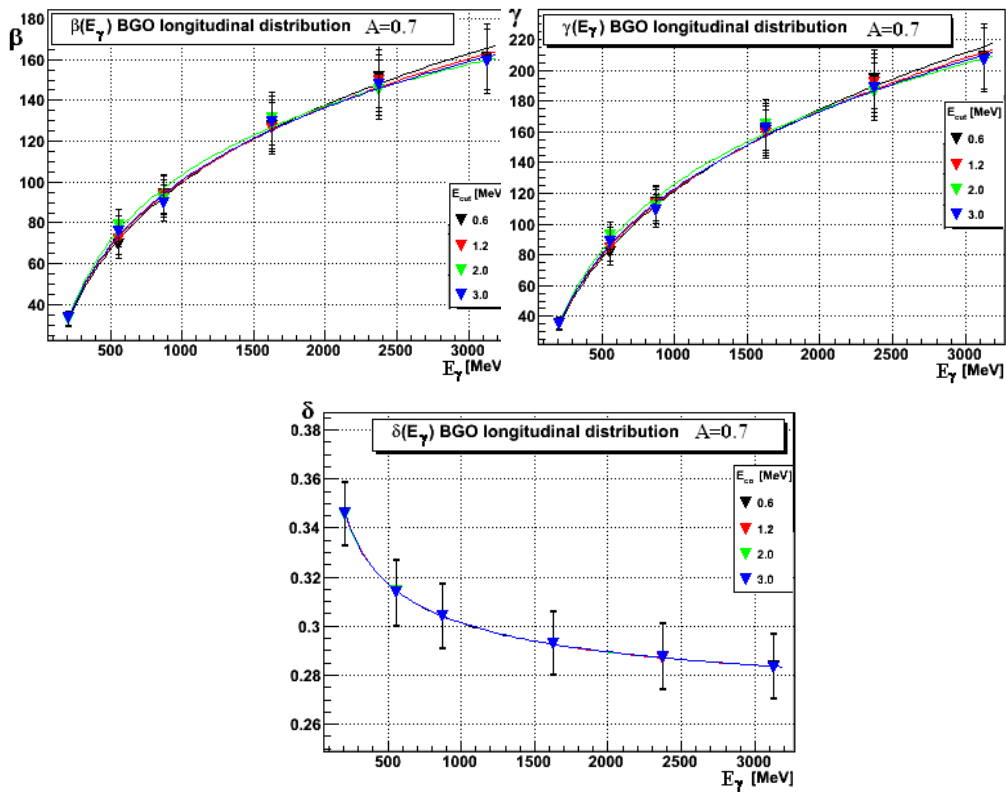 β
β(Eγ) BGO longitudinal distribution A=0.7
180
160
140
120
100
80
60
40
Ecut [MeV]
0.6
1.2
2.0
3.0
500 1000 1500 2000 2500 3000
Eγ [MeV]
γ
γ(Eγ) BGO longitudinal distribution A=0.7
220
200
180
160
140
120
100
80
60
40
Ecut [MeV]
0.6
1.2
2.0
3.0
500 1000 1500 2000 2500 3000
Eγ [MeV]
δ
δ(Eγ) BGO longitudinal distribution A=0.7
0.38
0.36
0.34
0.32
0.3
0.28
0.26
[MeV]
0.6
1.2
2.0
3.0
500 1000 1500 2000 2500 3000
Eγ [MeV]